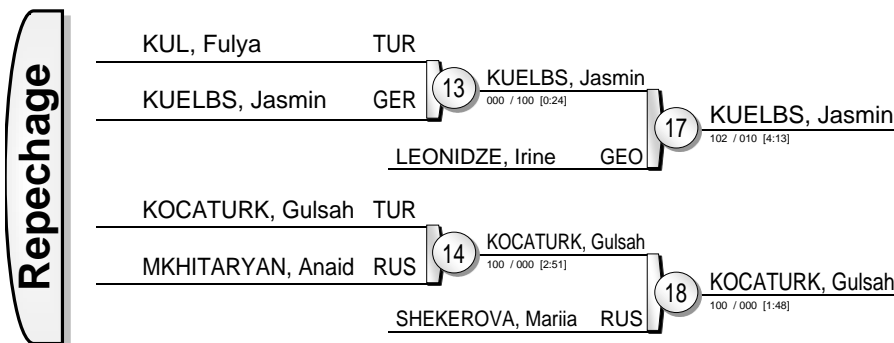 Repechage
KUL, Fulya TUR
KUELBS, Jasmin GER
13
KUELBS, Jasmin
000 / 100 [0:24]
LEONIDZE, Irine GEO
17
KUELBS, Jasmin
102 / 010 [4:13]
KOCATURK, Gulsah TUR
MKHITARYAN, Anaid RUS
14
KOCATURK, Gulsah
100 / 000 [2:51]
SHEKEROVA, Mariia RUS
18
KOCATURK, Gulsah
100 / 000 [1:48]